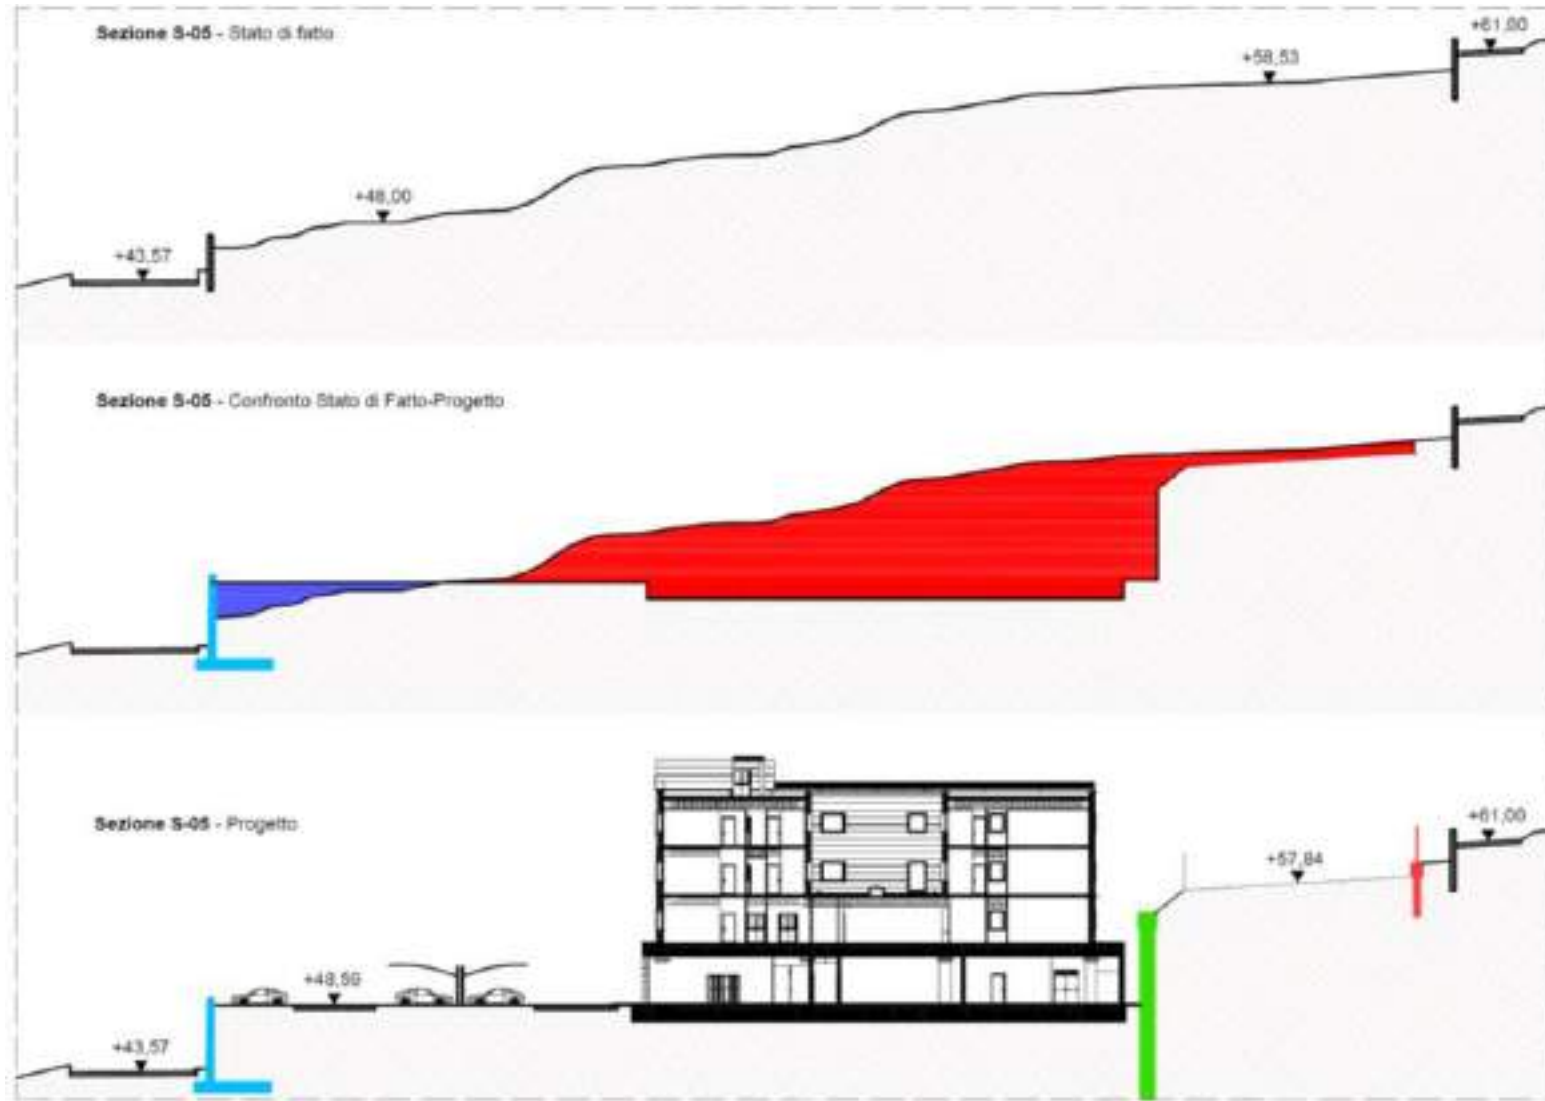 Sezione S-05 - Stato di fatto
+61,00
+58,53
+48,00
+43,57
Sezione S-05 - Confronto Stato di Fatto-Progetto
Sezione S-05 - Progetto
+61,00
+57,84
+48,59
+43,57